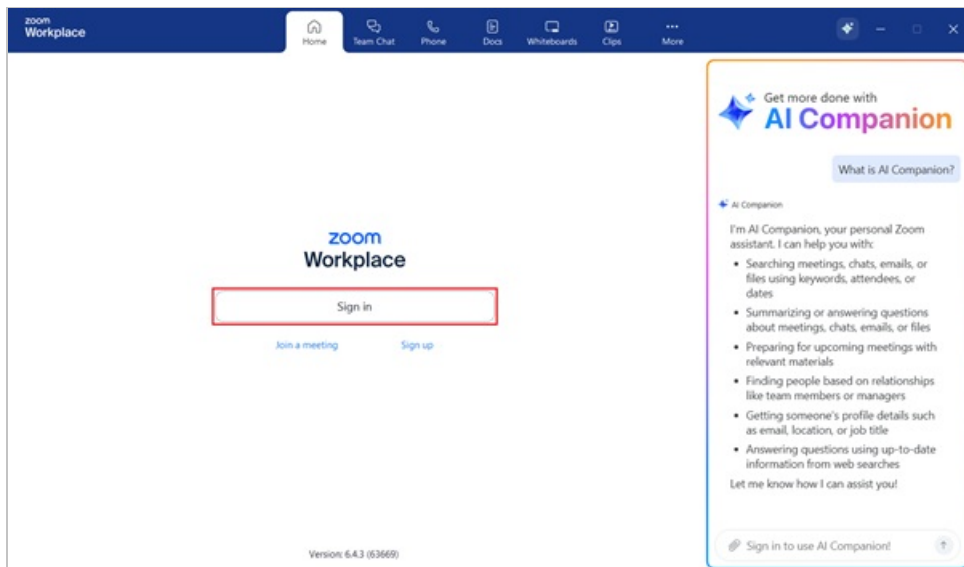 zoom
Workplace
Home
Team Chat
Phone
Docs
Whiteboards
Clips
More
Get more done with
AI Companion
What is AI Companion?
AI Companion
I'm AI Companion, your personal Zoom
assistant. I can help you with:
• Searching meetings, chats, emails, or
files using keywords, attendees, or
dates
• Summarizing or answering questions
about meetings, chats, emails, or files
• Preparing for upcoming meetings with
relevant materials
• Finding people based on relationships
like team members or managers
• Getting someone's profile details such
as email, location, or job title
• Answering questions using up-to-date
information from web searches
Let me know how I can assist you!
Sign in to use AI Companion!
zoom
Workplace
Sign in
Join a meeting
Sign up
Version: 6.4.3 (63669)